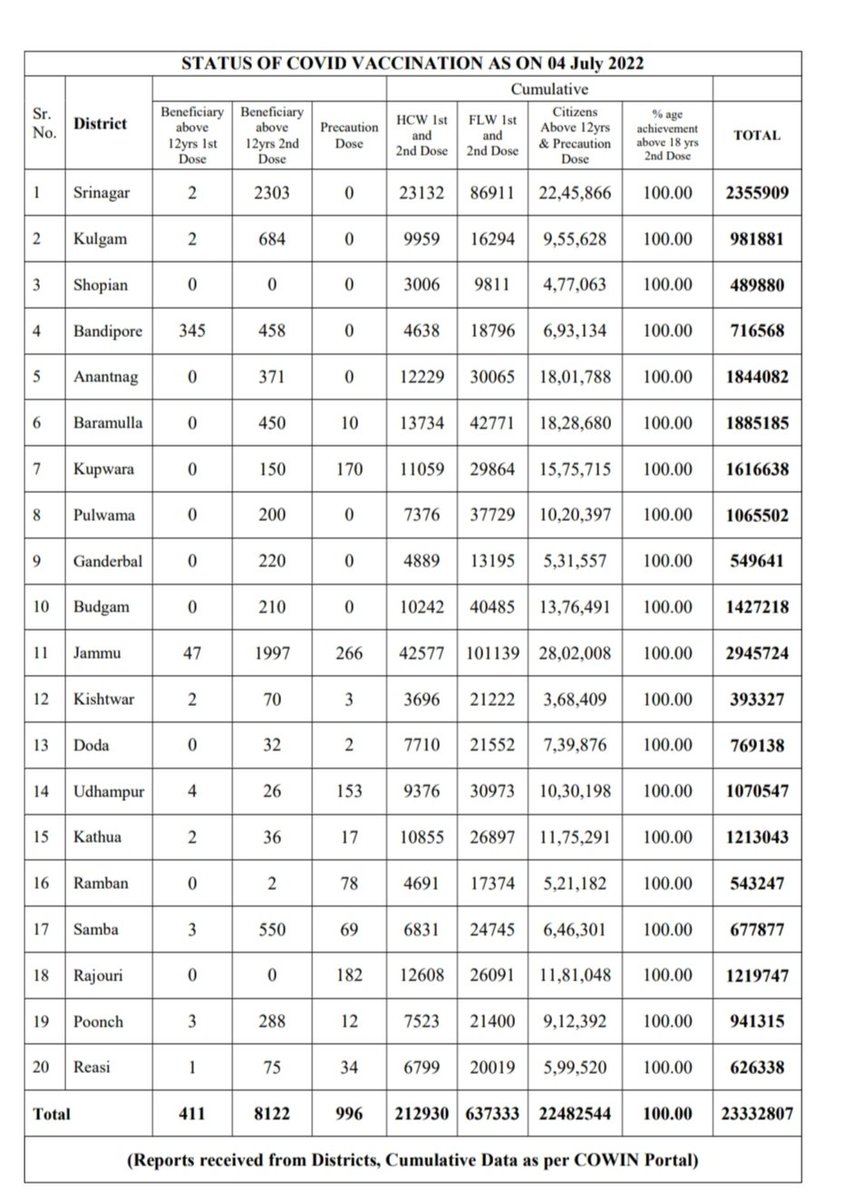 STATUS OF COVID VACCINATION AS ON 04 July 2022
Cumulative
Sr. No. District Beneficiary above 12yrs 1st Dose Beneficiary above 12yrs 2nd Dose Precaution Dose HCW 1st and 2nd Dose FLW 1st and 2nd Dose Citizens Above 12yrs & Precaution Dose % age achievement above 18 yrs 2nd Dose TOTAL
1 Srinagar 2 2303 0 23132 86911 22,45,866 100.00 2355909
2 Kulgam 2 684 0 9959 16294 9,55,628 100.00 981881
3 Shopian 0 0 0 3006 9811 4,77,063 100.00 489880
4 Bandipore 345 458 0 4638 18796 6,93,134 100.00 716568
5 Anantnag 0 371 0 12229 30065 18,01,788 100.00 1844082
6 Baramulla 0 450 10 13734 42771 18,28,680 100.00 1885185
7 Kupwara 0 150 170 11059 29864 15,75,715 100.00 1616638
8 Pulwama 0 200 0 7376 37729 10,20,397 100.00 1065502
9 Ganderbal 0 220 0 4889 13195 5,31,557 100.00 549641
10 Budgam 0 210 0 10242 40485 13,76,491 100.00 1427218
11 Jammu 47 1997 266 42577 101139 28,02,008 100.00 2945724
12 Kishtwar 2 70 3 3696 21222 3,68,409 100.00 393327
13 Doda 0 32 2 7710 21552 7,39,876 100.00 769138
14 Udhampur 4 26 153 9376 30973 10,30,198 100.00 1070547
15 Kathua 2 36 17 10855 26897 11,75,291 100.00 1213043
16 Ramban 0 2 78 4691 17374 5,21,182 100.00 543247
17 Samba 3 550 69 6831 24745 6,46,301 100.00 677877
18 Rajouri 0 0 182 12608 26091 11,81,048 100.00 1219747
19 Poonch 3 288 12 7523 21400 9,12,392 100.00 941315
20 Reasi 1 75 34 6799 20019 5,99,520 100.00 626338
Total 411 8122 996 212930 637333 22482544 100.00 23332807
(Reports received from Districts, Cumulative Data as per COWIN Portal)